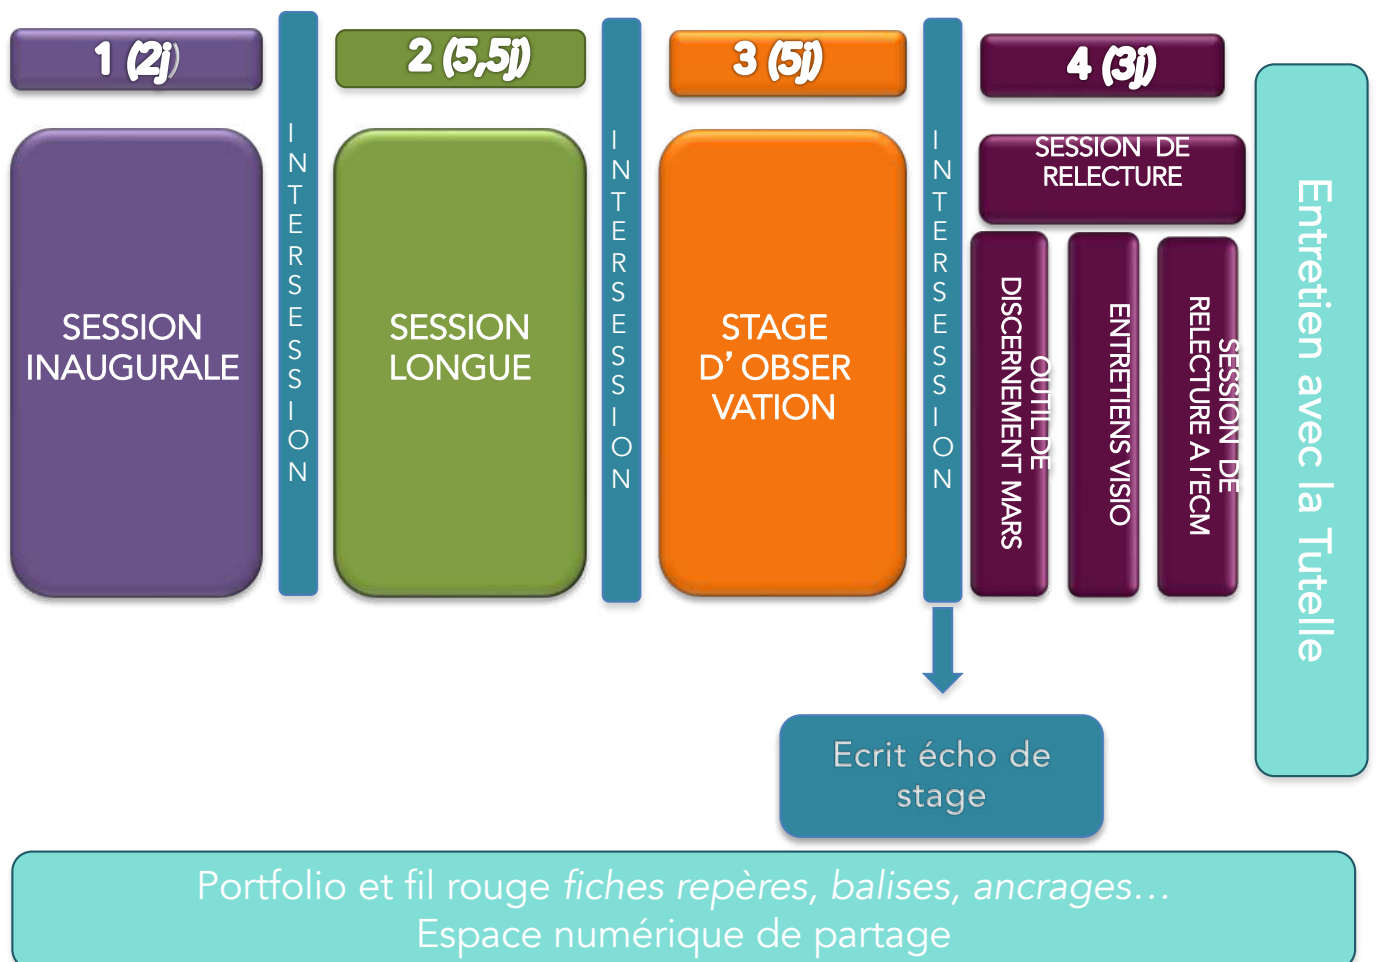 1 (2j)
2 (5,5j)
3 (5j)
4 (3j)
SESSION
INAUGURALE
INTERSESSION
SESSION
LONGUE
INTERSESSION
STAGE
D’ OBSER
VATION
INTERSESSION
SESSION DE
RELECTURE
OUTIL DE
DISCERNEMENT MARS
ENTRETIENS VISIO
SESSION DE
RELECTURE A l’ECM
Entretien avec la Tutelle
Ecrit écho de
stage
Portfolio et fil rouge fiches repères, balises, ancrages…
Espace numérique de partage